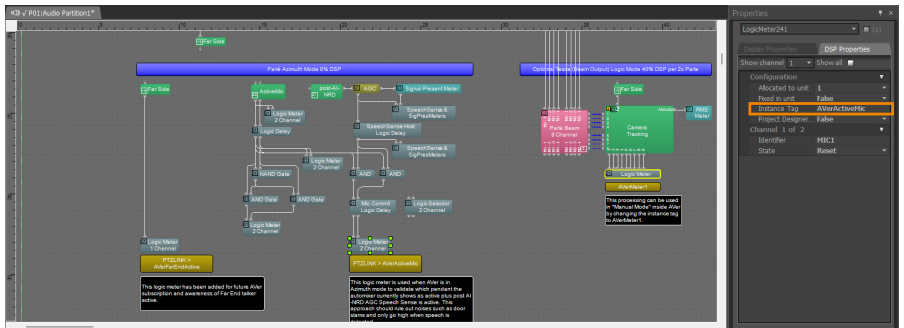 P01:Audio Partition1*
Properties
LogicMeter241
1x1
Display Properties
DSP Properties
Show channel
1
Show all
Configuration
Allocated to unit
1
Fixed in unit
False
Instance Tag
AVerActiveMic
Project Designer...
False
Channel 1 of 2
Identifier
MIC1
State
Reset
Far Side
Parlé Azimuth Mode 0% DSP
Optional Tesira (Beam Output) Logic Mode 40% DSP per 2x Parle
Far Side
ActiveMic
post-AI-
NRD
AGC
Signal Present Meter
Far Side
Logic Meter
2 Channel
SpeechSense &
SigPresMeters
Logic Delay
SpeechSense Hold
Logic Delay
SpeechSense &
SigPresMeters
Logic Meter
2 Channel
NAND Gate
AND
AND
AND Gate
AND Gate
Mic Commit
Logic Delay
Logic Selector
2 Channel
Logic Meter
2 Channel
Logic Meter
1 Channel
Logic Meter
2 Channel
PTZLINK >
AVerFarEndActive
PTZLINK > AVerActiveMic
This logic meter has been added for future AVer
subscription and awareness of Far End talker
active.
This logic meter is used when AVer is in
Azimuth mode to validate which pendant the
automixer currently shows as active plus post AI
-NRD AGC Speech Sense is active. This
approach should rule out noises such as door
slams and only go high when speech is
detected.
Parlé Beam
8 Channel
Camera
Tracking
RMS
Meter
Logic Meter
AVerMeter1
This processing can be used
in "Manual Mode" inside AVer
by changing the instance tag
to AVerMeter1.